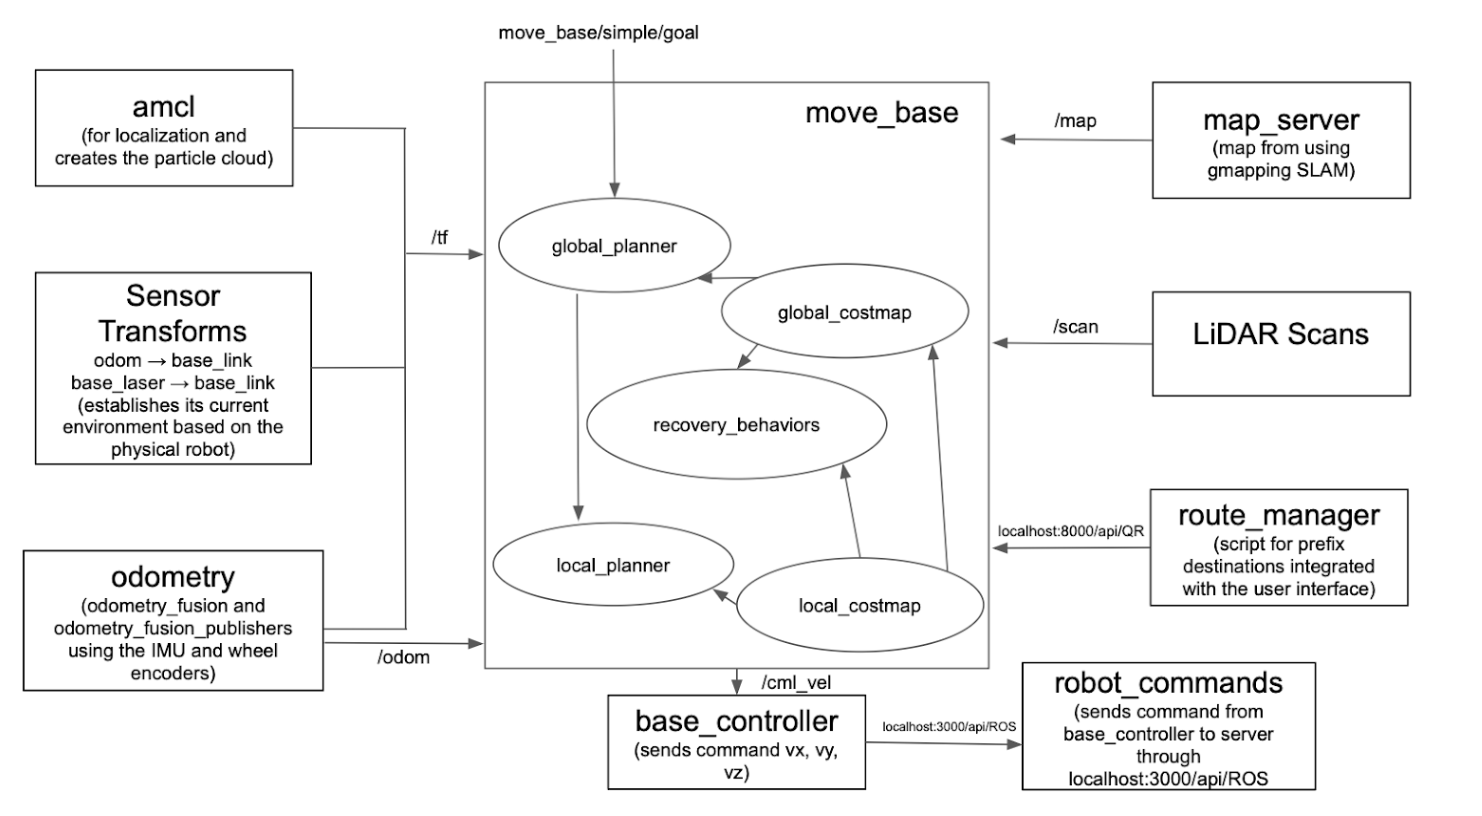 move_base/simple/goal
amcl
(for localization and
creates the particle cloud)
move_base
/map
map_server
(map from using
gmapping SLAM)
/tf
global_planner
Sensor
Transforms
odom → base_link
base_laser → base_link
(establishes its current
environment based on the
physical robot)
global_costmap
/scan
LiDAR Scans
recovery_behaviors
localhost:8000/api/QR
route_manager
(script for prefix
destinations integrated
with the user interface)
odometry
(odometry_fusion and
odometry_fusion_publishers
using the IMU and wheel
encoders)
/odom
local_planner
local_costmap
/cml_vel
base_controller
(sends command vx, vy,
vz)
localhost:3000/api/ROS
robot_commands
(sends command from
base_controller to server
through
localhost:3000/api/ROS